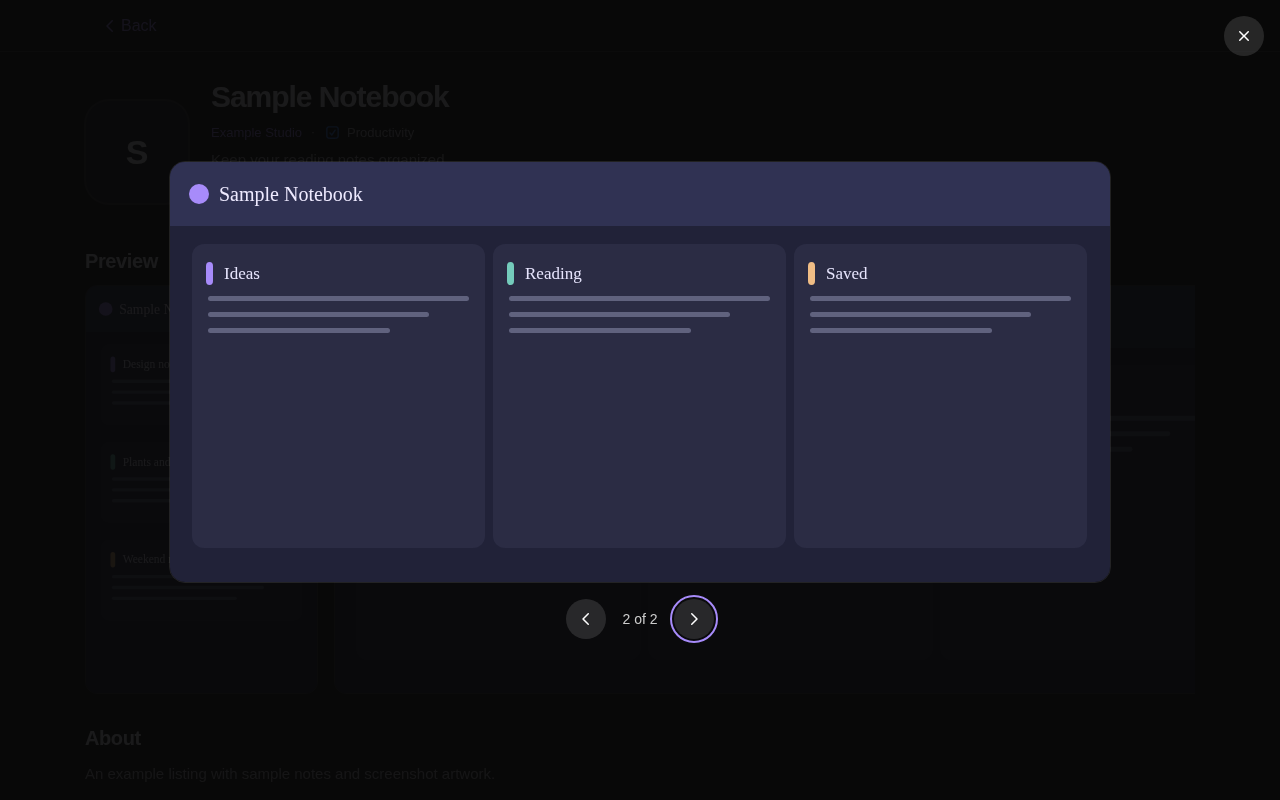 Back
Sample Notebook
Example Studio · Productivity
Keep your reading notes organized
S
Preview
Sample Notebook
Ideas
Reading
Saved
Sample N
Design no
Plants and
Weekend
2 of 2
About
An example listing with sample notes and screenshot artwork.